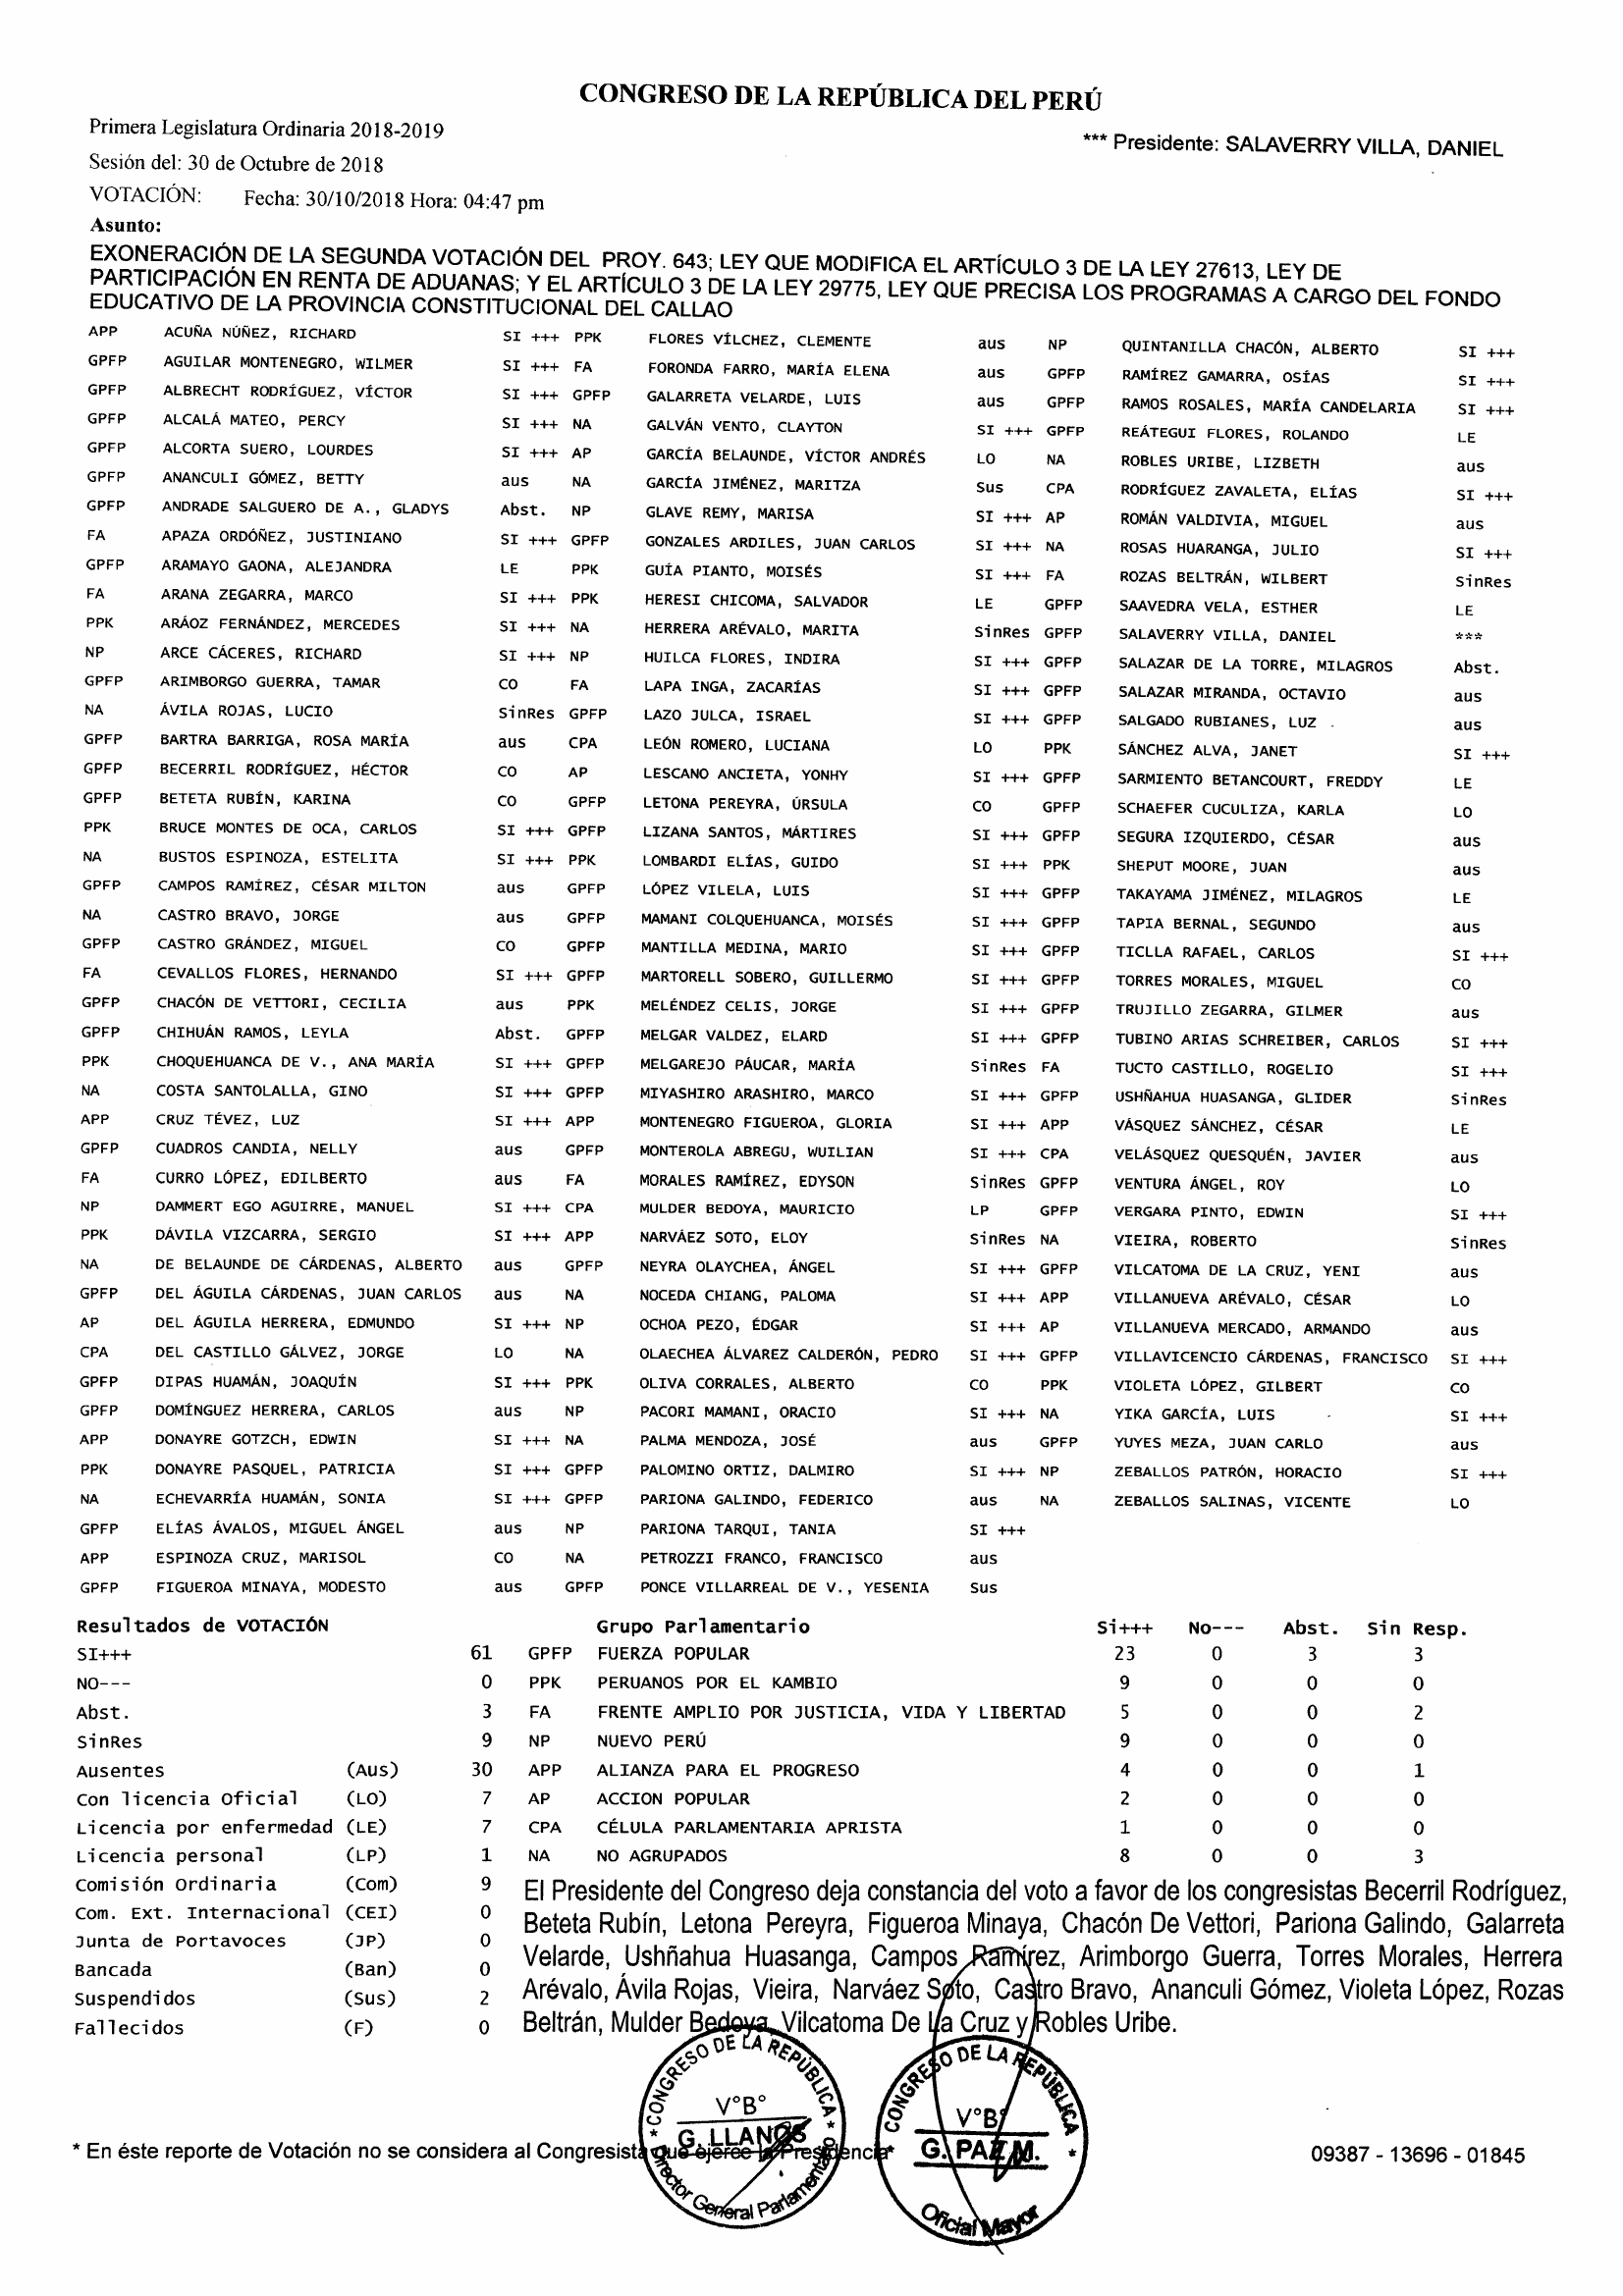 CONGRESO DE LA REPÚBLICA DEL PERÚ
Primera Legislatura Ordinaria 2018-2019
*** Presidente: SALAVERRY VILLA, DANIEL
Sesión del: 30 de Octubre de 2018
VOTACIÓN: Fecha: 30/10/2018 Hora: 04:47 pm
Asunto:
EXONERACIÓN DE LA SEGUNDA VOTACIÓN DEL PROY. 643; LEY QUE MODIFICA EL ARTÍCULO 3 DE LA LEY 27613, LEY DE
PARTICIPACIÓN EN RENTA DE ADUANAS; Y EL ARTÍCULO 3 DE LA LEY 29775, LEY QUE PRECISA LOS PROGRAMAS A CARGO DEL FONDO
EDUCATIVO DE LA PROVINCIA CONSTITUCIONAL DEL CALLAO
APP ACUÑA NÚÑEZ, RICHARD SI +++ PPK FLORES VÍLCHEZ, CLEMENTE aus NP QUINTANILLA CHACÓN, ALBERTO SI +++
GPFP AGUILAR MONTENEGRO, WILMER SI +++ FA FORONDA FARRO, MARÍA ELENA aus GPFP RAMÍREZ GAMARRA, OSÍAS SI +++
GPFP ALBRECHT RODRÍGUEZ, VÍCTOR SI +++ GPFP GALARRETA VELARDE, LUIS aus GPFP RAMOS ROSALES, MARÍA CANDELARIA SI +++
GPFP ALCALÁ MATEO, PERCY SI +++ NA GALVÁN VENTO, CLAYTON SI +++ GPFP REÁTEGUI FLORES, ROLANDO LE
GPFP ALCORTA SUERO, LOURDES SI +++ AP GARCÍA BELAUNDE, VÍCTOR ANDRÉS LO NA ROBLES URIBE, LIZBETH aus
GPFP ANANCULI GÓMEZ, BETTY aus NA GARCÍA JIMÉNEZ, MARITZA Sus CPA RODRÍGUEZ ZAVALETA, ELÍAS SI +++
GPFP ANDRADE SALGUERO DE A., GLADYS Abst. NP GLAVE REMY, MARISA SI +++ AP ROMÁN VALDIVIA, MIGUEL aus
FA APAZA ORDÓÑEZ, JUSTINIANO SI +++ GPFP GONZALES ARDILES, JUAN CARLOS SI +++ NA ROSAS HUARANGA, JULIO SI +++
GPFP ARAMAYO GAONA, ALEJANDRA LE PPK GUÍA PIANTO, MOISÉS SI +++ FA ROZAS BELTRÁN, WILBERT SinRes
FA ARANA ZEGARRA, MARCO SI +++ PPK HERESI CHICOMA, SALVADOR LE GPFP SAAVEDRA VELA, ESTHER LE
PPK ARÁOZ FERNÁNDEZ, MERCEDES SI +++ NA HERRERA ARÉVALO, MARITA SinRes GPFP SALAVERRY VILLA, DANIEL ***
NP ARCE CÁCERES, RICHARD SI +++ NP HUILCA FLORES, INDIRA SI +++ GPFP SALAZAR DE LA TORRE, MILAGROS Abst.
GPFP ARIMBORGO GUERRA, TAMAR CO FA LAPA INGA, ZACARÍAS SI +++ GPFP SALAZAR MIRANDA, OCTAVIO aus
NA ÁVILA ROJAS, LUCIO SinRes GPFP LAZO JULCA, ISRAEL SI +++ GPFP SALGADO RUBIANES, LUZ aus
GPFP BARTRA BARRIGA, ROSA MARÍA aus CPA LEÓN ROMERO, LUCIANA LO PPK SÁNCHEZ ALVA, JANET SI +++
GPFP BECERRIL RODRÍGUEZ, HÉCTOR CO AP LESCANO ANCIETA, YONHY SI +++ GPFP SARMIENTO BETANCOURT, FREDDY LE
GPFP BETETA RUBÍN, KARINA CO GPFP LETONA PEREYRA, ÚRSULA CO GPFP SCHAEFER CUCULIZA, KARLA LO
PPK BRUCE MONTES DE OCA, CARLOS SI +++ GPFP LIZANA SANTOS, MÁRTIRES SI +++ GPFP SEGURA IZQUIERDO, CÉSAR aus
NA BUSTOS ESPINOZA, ESTELITA SI +++ PPK LOMBARDI ELÍAS, GUIDO SI +++ PPK SHEPUT MOORE, JUAN aus
GPFP CAMPOS RAMÍREZ, CÉSAR MILTON aus GPFP LÓPEZ VILELA, LUIS SI +++ GPFP TAKAYAMA JIMÉNEZ, MILAGROS LE
NA CASTRO BRAVO, JORGE aus GPFP MAMANI COLQUEHUANCA, MOISÉS SI +++ GPFP TAPIA BERNAL, SEGUNDO aus
GPFP CASTRO GRÁNDEZ, MIGUEL CO GPFP MANTILLA MEDINA, MARIO SI +++ GPFP TICLLA RAFAEL, CARLOS SI +++
FA CEVALLOS FLORES, HERNANDO SI +++ GPFP MARTORELL SOBERO, GUILLERMO SI +++ GPFP TORRES MORALES, MIGUEL CO
GPFP CHACÓN DE VETTORI, CECILIA aus PPK MELÉNDEZ CELIS, JORGE SI +++ GPFP TRUJILLO ZEGARRA, GILMER aus
GPFP CHIHUÁN RAMOS, LEYLA Abst. GPFP MELGAR VALDEZ, ELARD SI +++ GPFP TUBINO ARIAS SCHREIBER, CARLOS SI +++
PPK CHOQUEHUANCA DE V., ANA MARÍA SI +++ GPFP MELGAREJO PÁUCAR, MARÍA SinRes FA TUCTO CASTILLO, ROGELIO SI +++
NA COSTA SANTOLALLA, GINO SI +++ GPFP MIYASHIRO ARASHIRO, MARCO SI +++ GPFP USHÑAHUA HUASANGA, GLIDER SinRes
APP CRUZ TÉVEZ, LUZ SI +++ APP MONTENEGRO FIGUEROA, GLORIA SI +++ APP VÁSQUEZ SÁNCHEZ, CÉSAR LE
GPFP CUADROS CANDIA, NELLY aus GPFP MONTEROLA ABREGU, WUILIAN SI +++ CPA VELÁSQUEZ QUESQUÉN, JAVIER aus
FA CURRO LÓPEZ, EDILBERTO aus FA MORALES RAMÍREZ, EDYSON SinRes GPFP VENTURA ÁNGEL, ROY LO
NP DAMMERT EGO AGUIRRE, MANUEL SI +++ CPA MULDER BEDOYA, MAURICIO LP GPFP VERGARA PINTO, EDWIN SI +++
PPK DÁVILA VIZCARRA, SERGIO SI +++ APP NARVÁEZ SOTO, ELOY SinRes NA VIEIRA, ROBERTO SinRes
NA DE BELAUNDE DE CÁRDENAS, ALBERTO aus GPFP NEYRA OLAYCHEA, ÁNGEL SI +++ GPFP VILCATOMA DE LA CRUZ, YENI aus
GPFP DEL ÁGUILA CÁRDENAS, JUAN CARLOS aus NA NOCEDA CHIANG, PALOMA SI +++ APP VILLANUEVA ARÉVALO, CÉSAR LO
AP DEL ÁGUILA HERRERA, EDMUNDO SI +++ NP OCHOA PEZO, ÉDGAR SI +++ AP VILLANUEVA MERCADO, ARMANDO aus
CPA DEL CASTILLO GÁLVEZ, JORGE LO NA OLAECHEA ÁLVAREZ CALDERÓN, PEDRO SI +++ GPFP VILLAVICENCIO CÁRDENAS, FRANCISCO SI +++
GPFP DIPAS HUAMÁN, JOAQUÍN SI +++ PPK OLIVA CORRALES, ALBERTO CO PPK VIOLETA LÓPEZ, GILBERT CO
GPFP DOMÍNGUEZ HERRERA, CARLOS aus NP PACORI MAMANI, ORACIO SI +++ NA YIKA GARCÍA, LUIS SI +++
APP DONAYRE GOTZCH, EDWIN SI +++ NA PALMA MENDOZA, JOSÉ aus GPFP YUYES MEZA, JUAN CARLO aus
PPK DONAYRE PASQUEL, PATRICIA SI +++ GPFP PALOMINO ORTIZ, DALMIRO SI +++ NP ZEBALLOS PATRÓN, HORACIO SI +++
NA ECHEVARRÍA HUAMÁN, SONIA SI +++ GPFP PARIONA GALINDO, FEDERICO aus NA ZEBALLOS SALINAS, VICENTE LO
GPFP ELÍAS ÁVALOS, MIGUEL ÁNGEL aus NP PARIONA TARQUI, TANIA SI +++
APP ESPINOZA CRUZ, MARISOL CO NA PETROZZI FRANCO, FRANCISCO aus
GPFP FIGUEROA MINAYA, MODESTO aus GPFP PONCE VILLARREAL DE V., YESENIA Sus
Resultados de VOTACIÓN Grupo Parlamentario Si+++ No--- Abst. Sin Resp.
SI+++ 61 GPFP FUERZA POPULAR 23 0 3 3
NO--- 0 PPK PERUANOS POR EL KAMBIO 9 0 0 0
Abst. 3 FA FRENTE AMPLIO POR JUSTICIA, VIDA Y LIBERTAD 5 0 0 2
SinRes 9 NP NUEVO PERÚ 9 0 0 0
Ausentes (Aus) 30 APP ALIANZA PARA EL PROGRESO 4 0 0 1
Con licencia Oficial (LO) 7 AP ACCION POPULAR 2 0 0 0
Licencia por enfermedad (LE) 7 CPA CÉLULA PARLAMENTARIA APRISTA 1 0 0 0
Licencia personal (LP) 1 NA NO AGRUPADOS 8 0 0 3
Comisión Ordinaria (Com) 9
Com. Ext. Internacional (CEI) 0
Junta de Portavoces (JP) 0
Bancada (Ban) 0
Suspendidos (Sus) 2
Fallecidos (F) 0
El Presidente del Congreso deja constancia del voto a favor de los congresistas Becerril Rodríguez,
Beteta Rubín, Letona Pereyra, Figueroa Minaya, Chacón De Vettori, Pariona Galindo, Galarreta
Velarde, Ushñahua Huasanga, Campos Ramírez, Arimborgo Guerra, Torres Morales, Herrera
Arévalo, Ávila Rojas, Vieira, Narváez Soto, Castro Bravo, Ananculi Gómez, Violeta López, Rozas
Beltrán, Mulder Bedoya, Vilcatoma De La Cruz y Robles Uribe.
* CONGRESO DE LA REPÚBLICA *
V°B°
G. LLANOS
Director General Parlamentario
* CONGRESO DE LA REPÚBLICA *
V°B°
G. PAZ M.
Oficial Mayor
* En éste reporte de Votación no se considera al Congresista que ejerce la Presidencia
09387 - 13696 - 01845